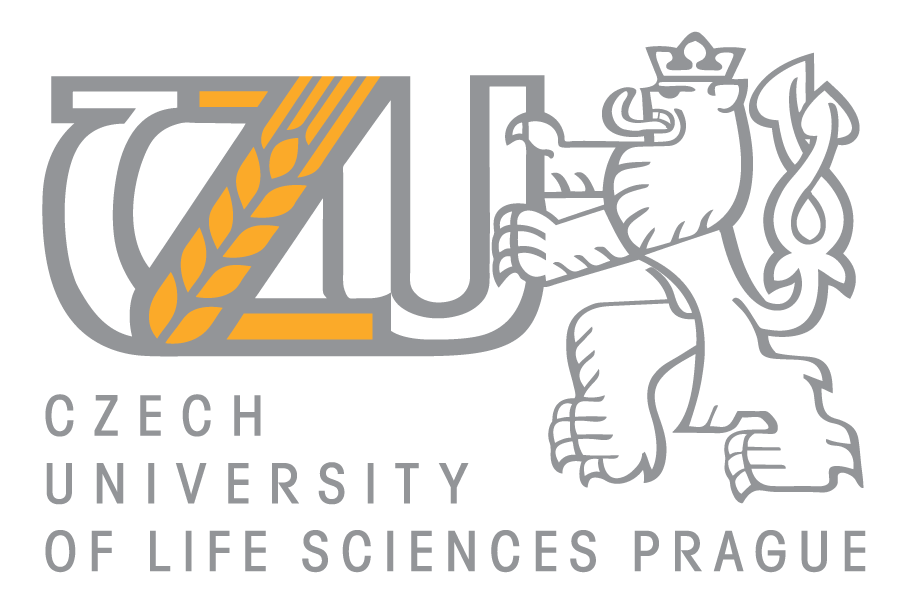 CZU
CZECH
UNIVERSITY
OF LIFE SCIENCES PRAGUE